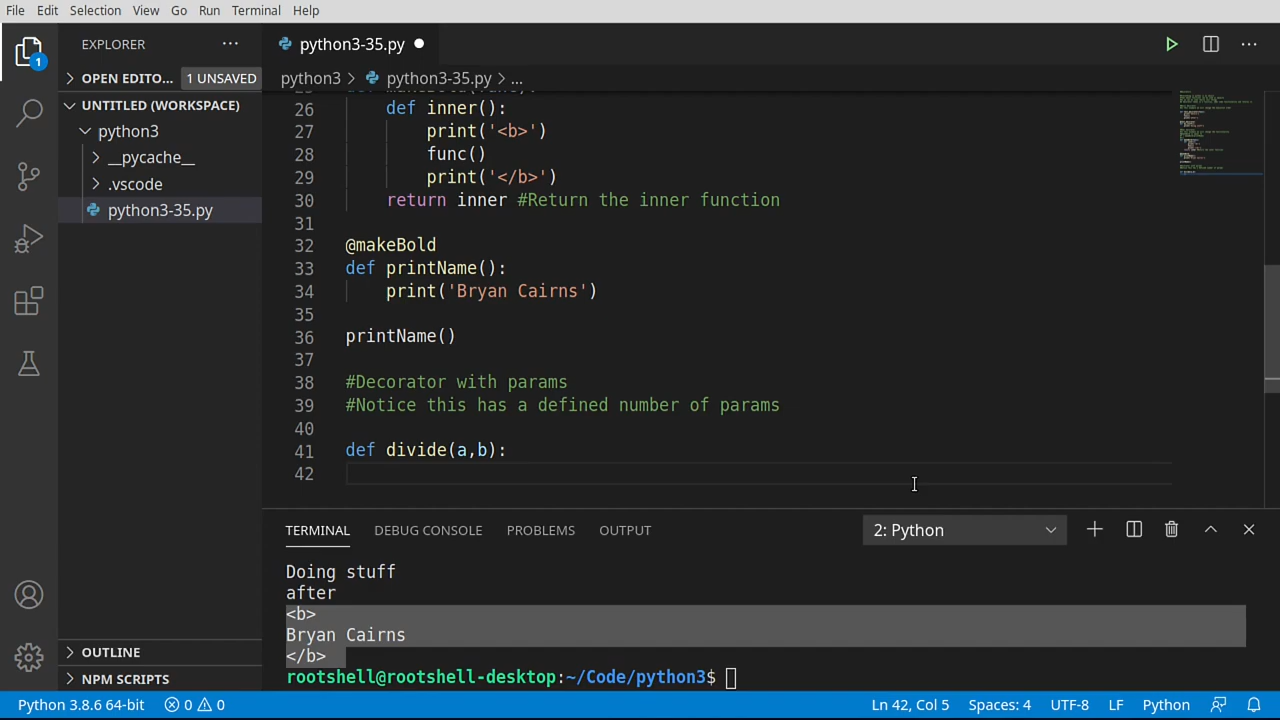 File Edit Selection View Go Run Terminal Help
EXPLORER
python3-35.py
OPEN EDITO... 1 UNSAVED
python3 > python3-35.py > ...
UNTITLED (WORKSPACE)
python3
__pycache__
.vscode
python3-35.py
26 def inner():
27 print('<b>')
28 func()
29 print('</b>')
30 return inner #Return the inner function
31
32 @makeBold
33 def printName():
34 print('Bryan Cairns')
35
36 printName()
37
38 #Decorator with params
39 #Notice this has a defined number of params
40
41 def divide(a,b):
42
TERMINAL DEBUG CONSOLE PROBLEMS OUTPUT 2: Python
Doing stuff
after
<b>
Bryan Cairns
</b>
rootshell@rootshell-desktop:~/Code/python3$
OUTLINE
NPM SCRIPTS
1
Python 3.8.6 64-bit 0 0 Ln 42, Col 5 Spaces: 4 UTF-8 LF Python